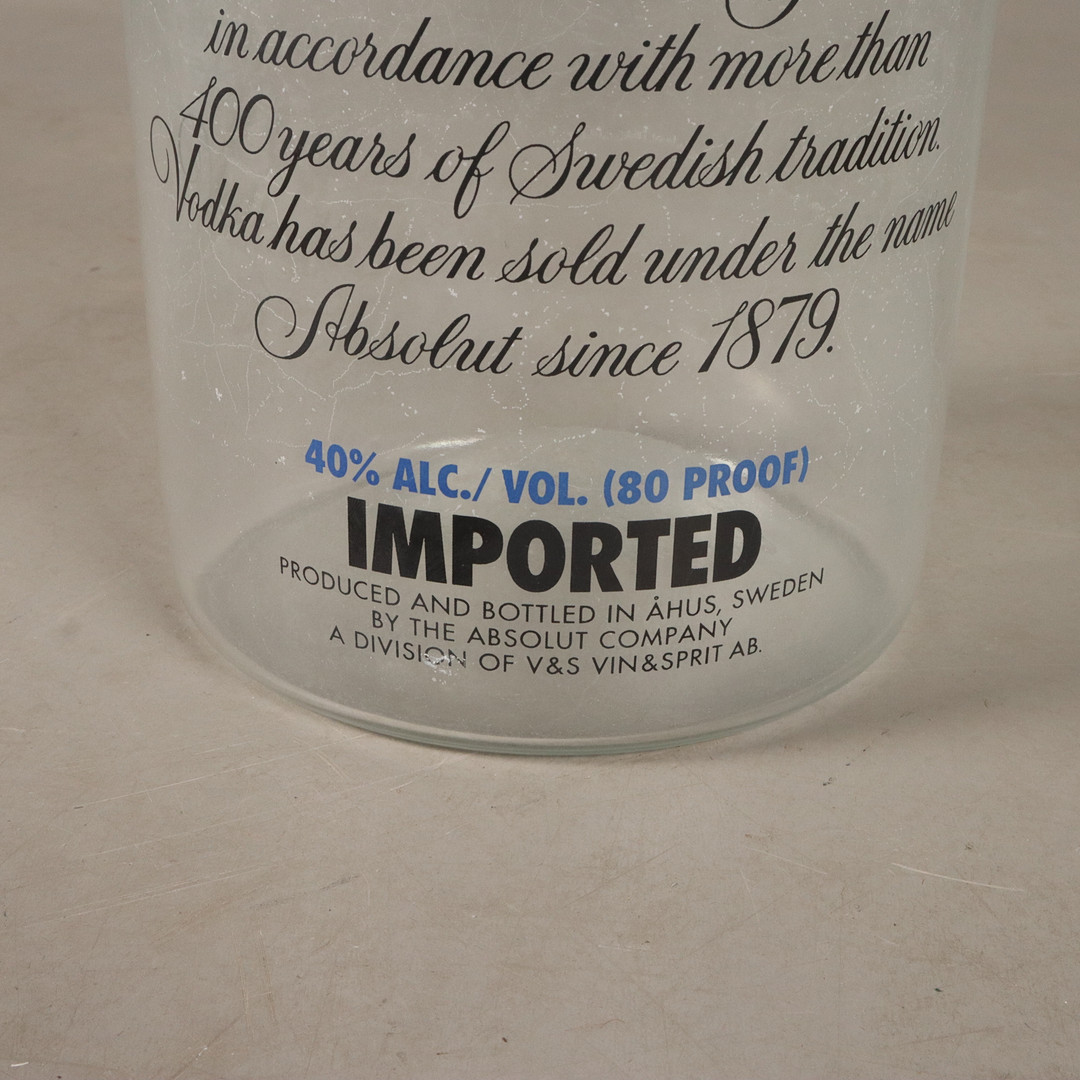 in accordance with more than
400 years of Swedish tradition.
Vodka has been sold under the name
Absolut since 1879.
40% ALC./ VOL. (80 PROOF)
IMPORTED
PRODUCED AND BOTTLED IN ÅHUS, SWEDEN
BY THE ABSOLUT COMPANY
A DIVISION OF V&S VIN&SPRIT AB.